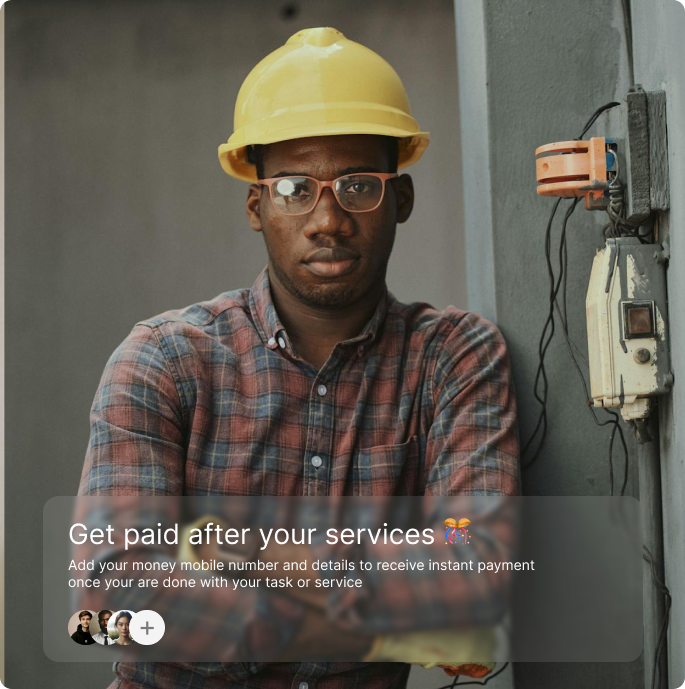 Get paid after your services 🎊
Add your money mobile number and details to receive instant payment
once your are done with your task or service
+